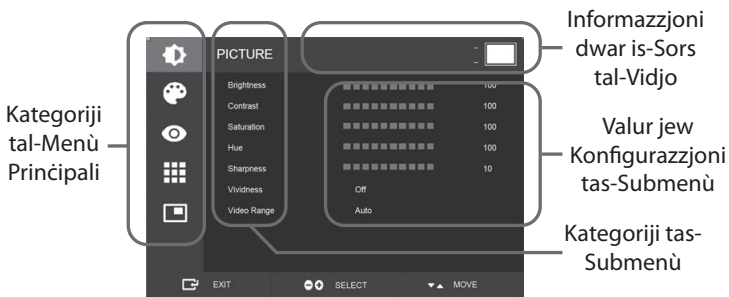 Informazzjoni
dwar is-Sors
tal-Vidjo
Kategoriji
tal-Menù
Prinċipali
PICTURE
Brightness 100
Contrast 100
Saturation 100
Hue 100
Sharpness 10
Vividness Off
Video Range Auto
Valur jew
Konfigurazzjoni
tas-Submenù
Kategoriji tas-
Submenù
EXIT SELECT MOVE